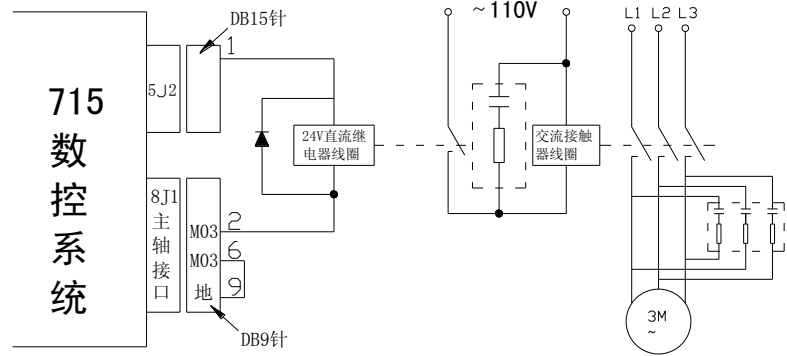 715
数
控
系
统
5J2
DB15针
1
8J1
主
轴
接
口
M03
2
M03
6
地
9
DB9针
24V直流继
电器线圈
~110V
交流接触
器线圈
L1 L2 L3
3M
~